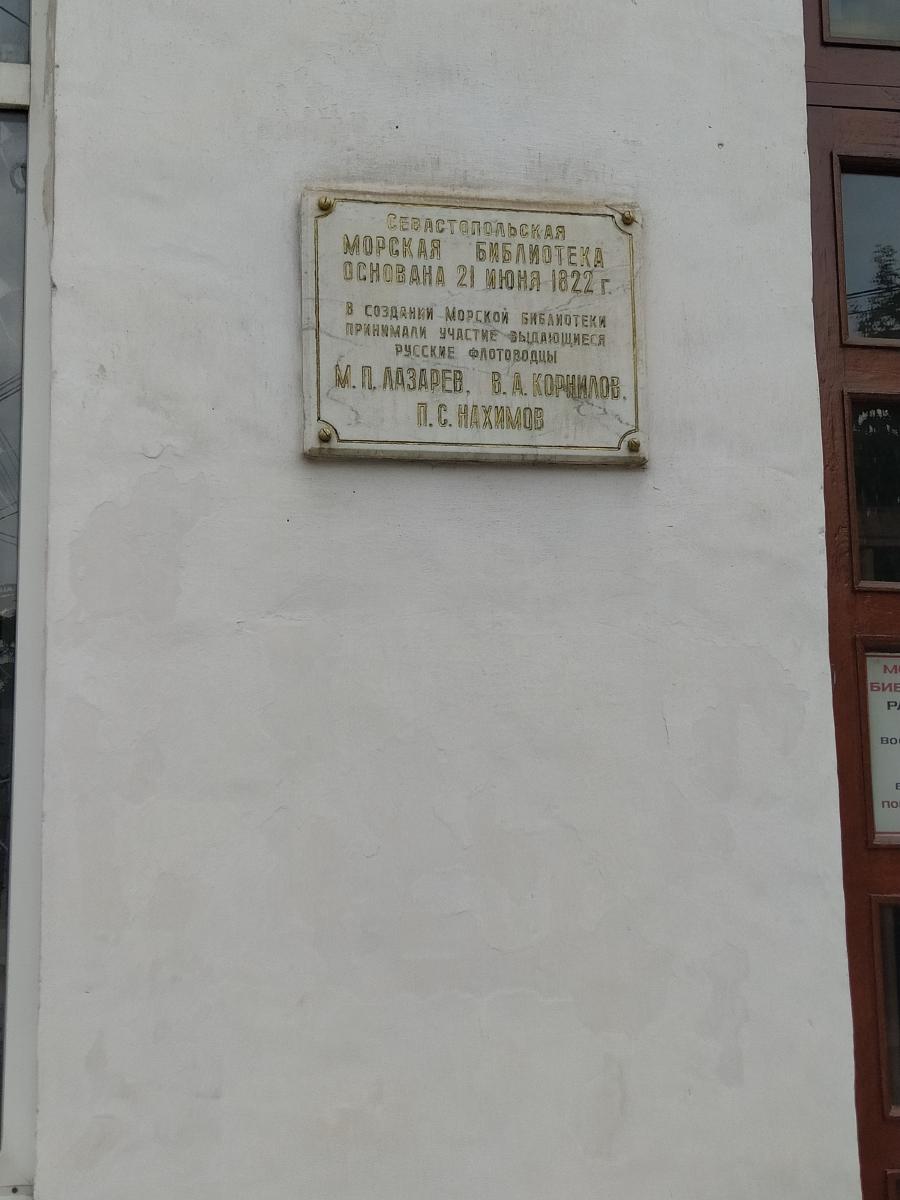 СЕВАСТОПОЛЬСКАЯ
МОРСКАЯ БИБЛИОТЕКА
ОСНОВАНА 21 ИЮНЯ 1822 г.
В СОЗДАНИИ МОРСКОЙ БИБЛИОТЕКИ
ПРИНИМАЛИ УЧАСТИЕ ВЫДАЮЩИЕСЯ
РУССКИЕ ФЛОТОВОДЦЫ
М. П. ЛАЗАРЕВ, В. А. КОРНИЛОВ,
П. С. НАХИМОВ